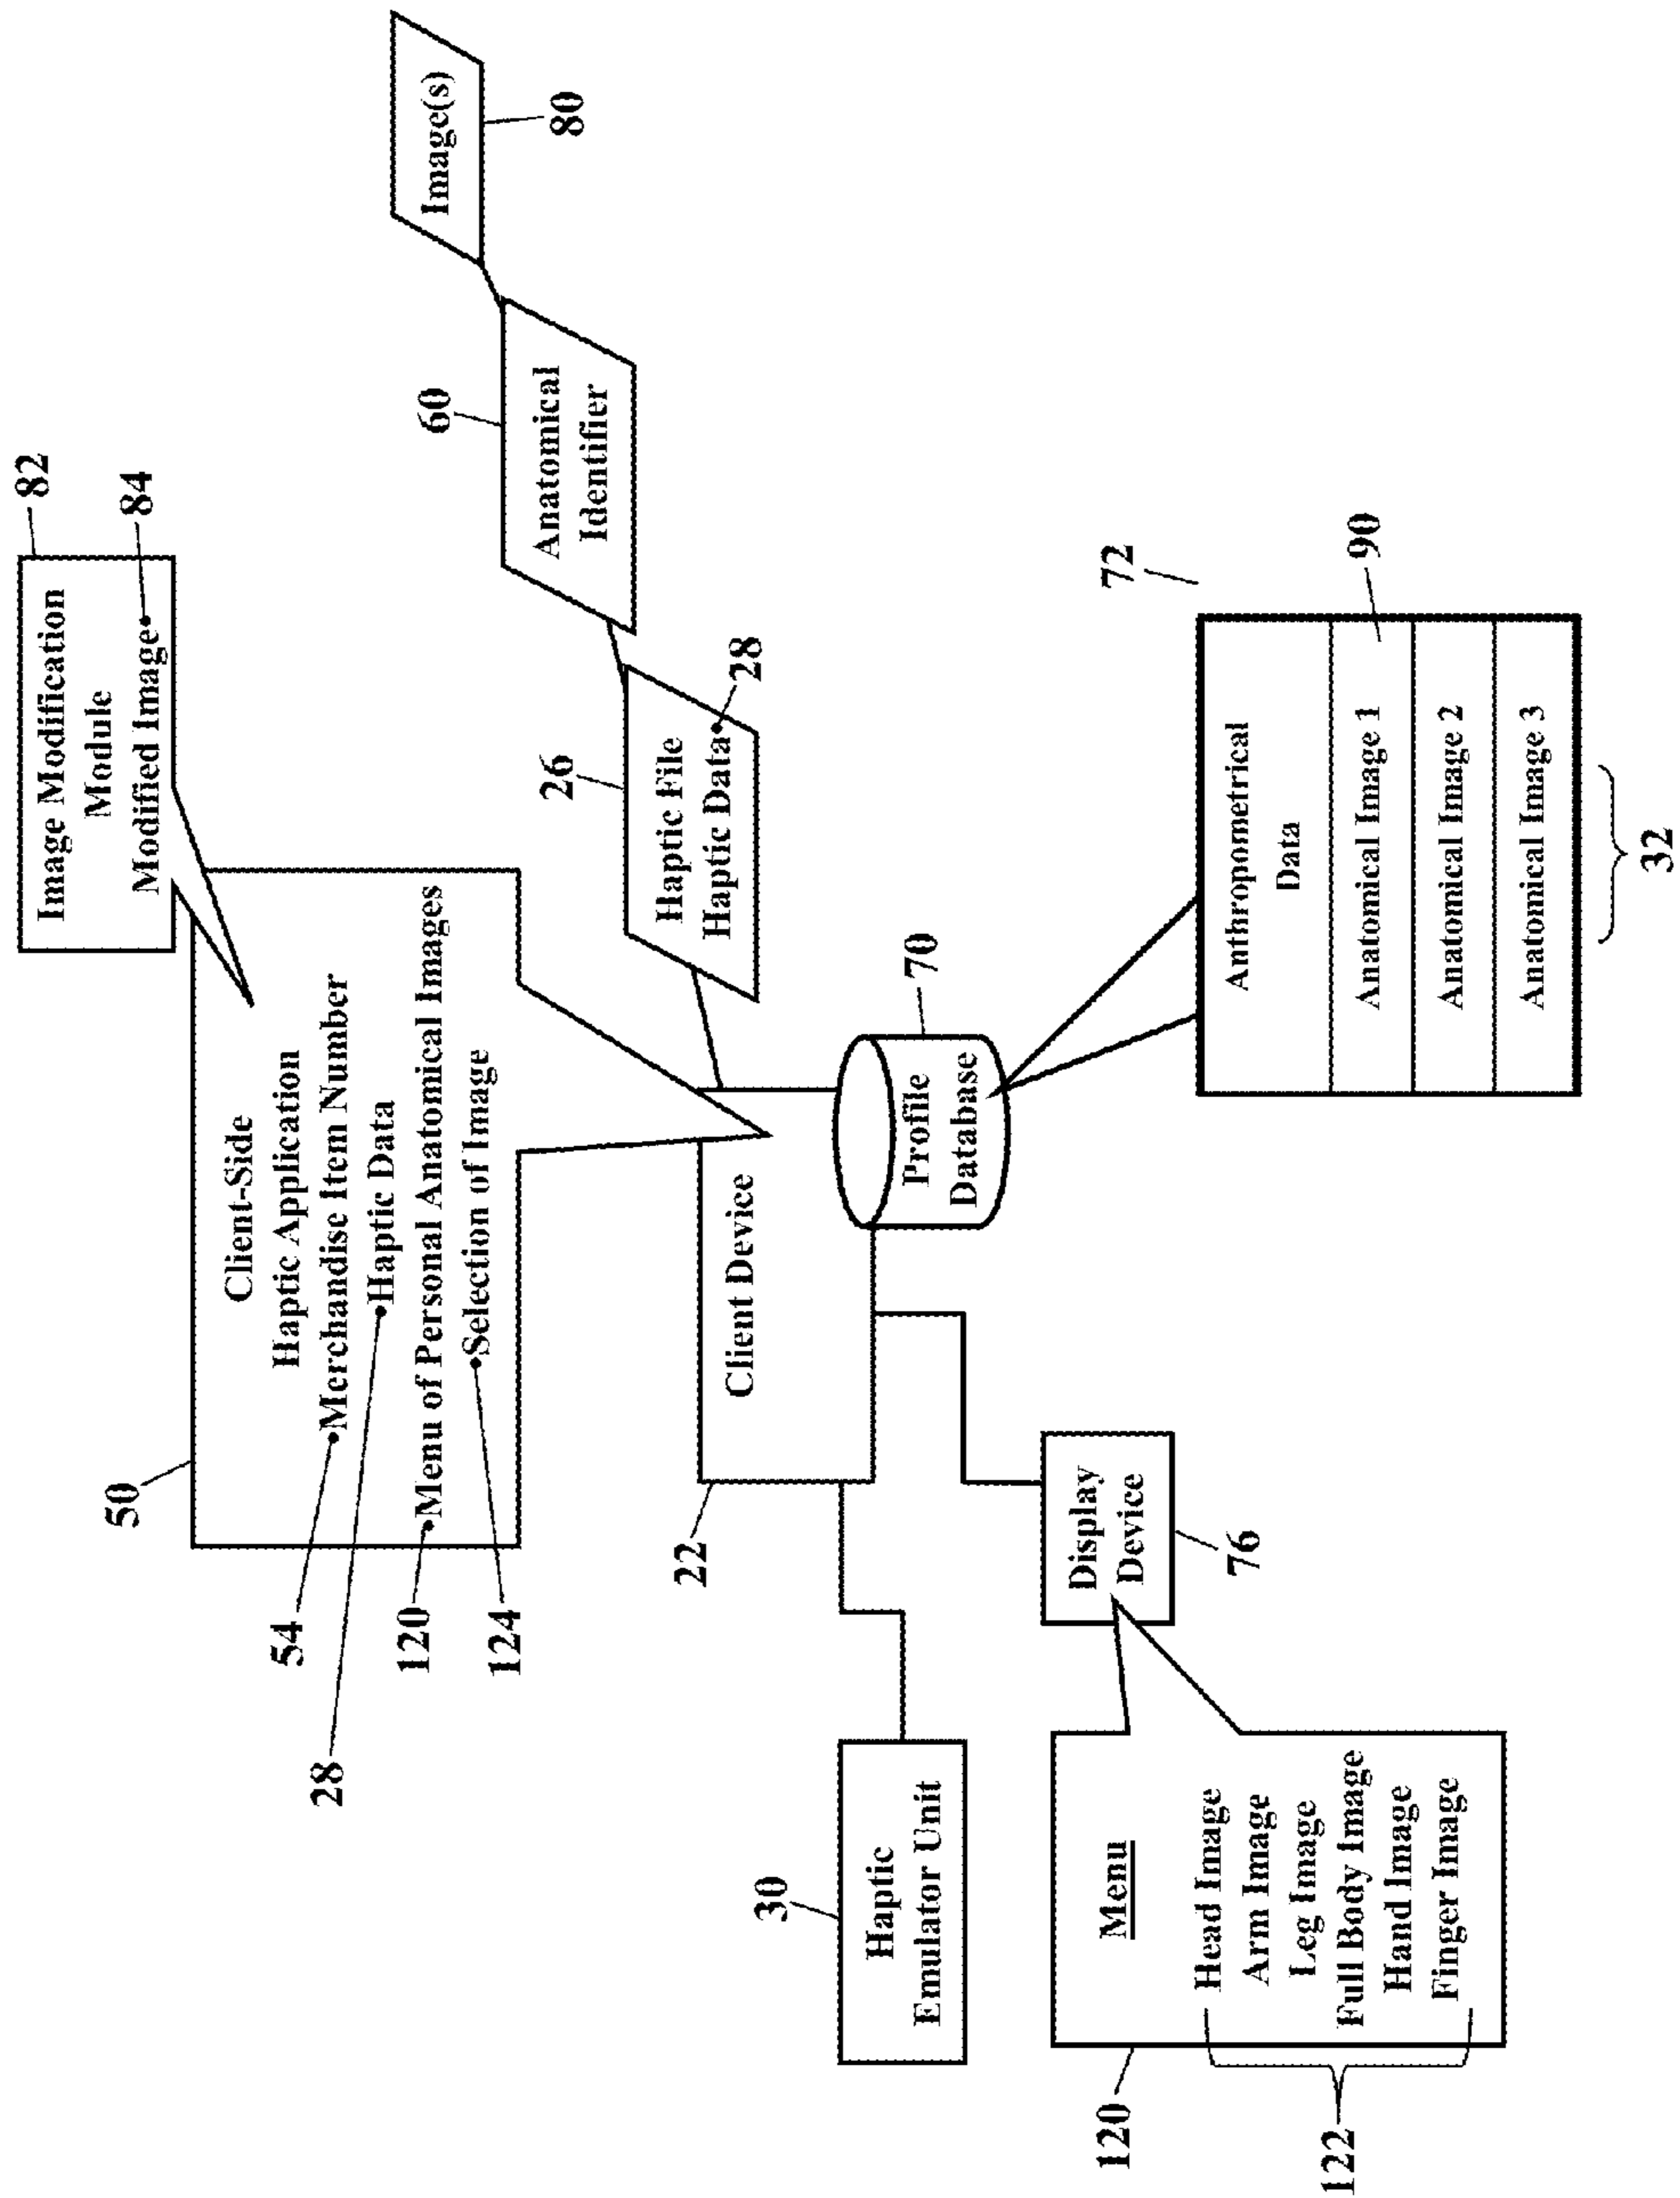 50
Client-Side
Haptic Application
Merchandise Item Number
Haptic Data
Menu of Personal Anatomical Images
Selection of Image
54
28
120
124
Image Modification
Module
Modified Image
82
84
22
Client Device
Profile
Database
70
26
Haptic File
Haptic Data
28
60
Anatomical
Identifier
Image(s)
80
30
Haptic
Emulator Unit
Display
Device
76
120
Menu
Head Image
Arm Image
Leg Image
Full Body Image
Hand Image
Finger Image
122
72
Anthropometrical
Data
Anatomical Image 1
Anatomical Image 2
Anatomical Image 3
90
32